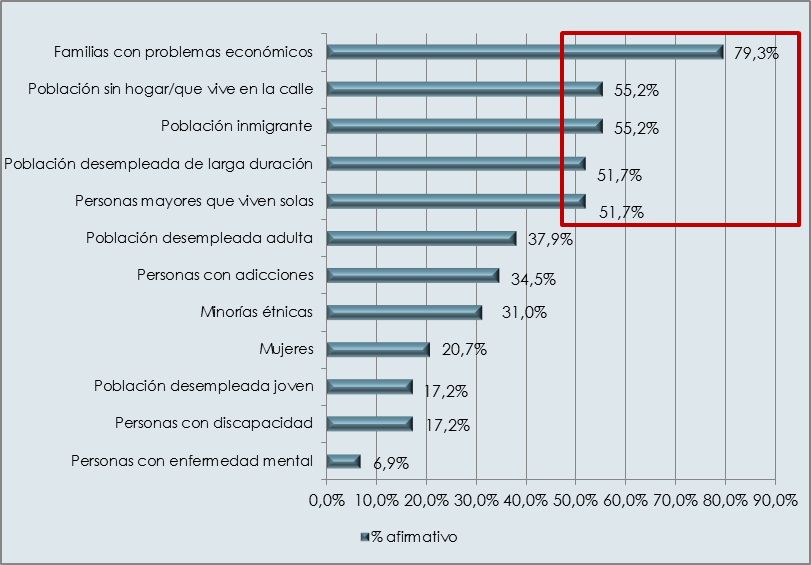 Familias con problemas económicos 79,3%
Población sin hogar/que vive en la calle 55,2%
Población inmigrante 55,2%
Población desempleada de larga duración 51,7%
Personas mayores que viven solas 51,7%
Población desempleada adulta 37,9%
Personas con adicciones 34,5%
Minorías étnicas 31,0%
Mujeres 20,7%
Población desempleada joven 17,2%
Personas con discapacidad 17,2%
Personas con enfermedad mental 6,9%
0,0% 10,0% 20,0% 30,0% 40,0% 50,0% 60,0% 70,0% 80,0% 90,0%
% afirmativo